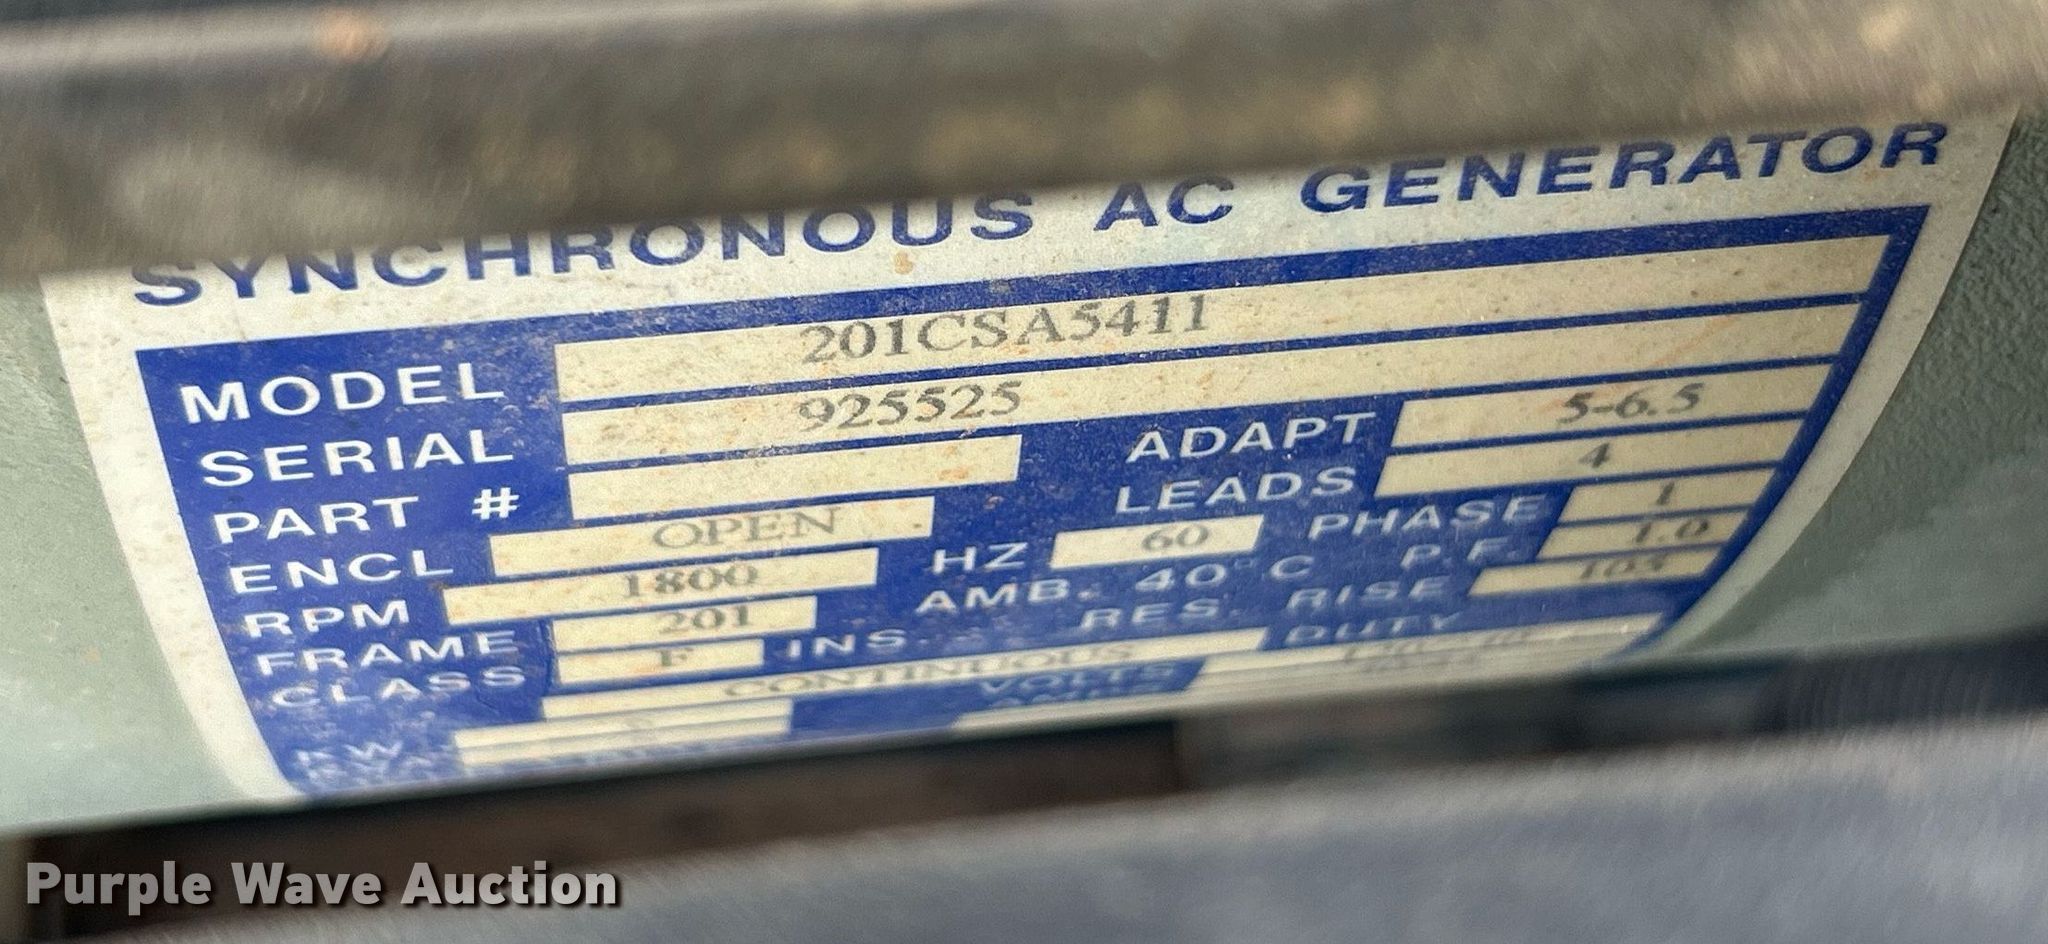 SYNCHRONOUS AC GENERATOR
MODEL 201CSA5411
SERIAL 925525
PART # ADAPT 5-6.5
LEADS 4
ENCL OPEN HZ 60 PHASE 1
RPM 1800 AMB. 40°C P.F. 1.0
FRAME 201 RES. RISE 105
CLASS F INS. CONTINUOUS DUTY
KW VOLTS
AMPS
Purple Wave Auction